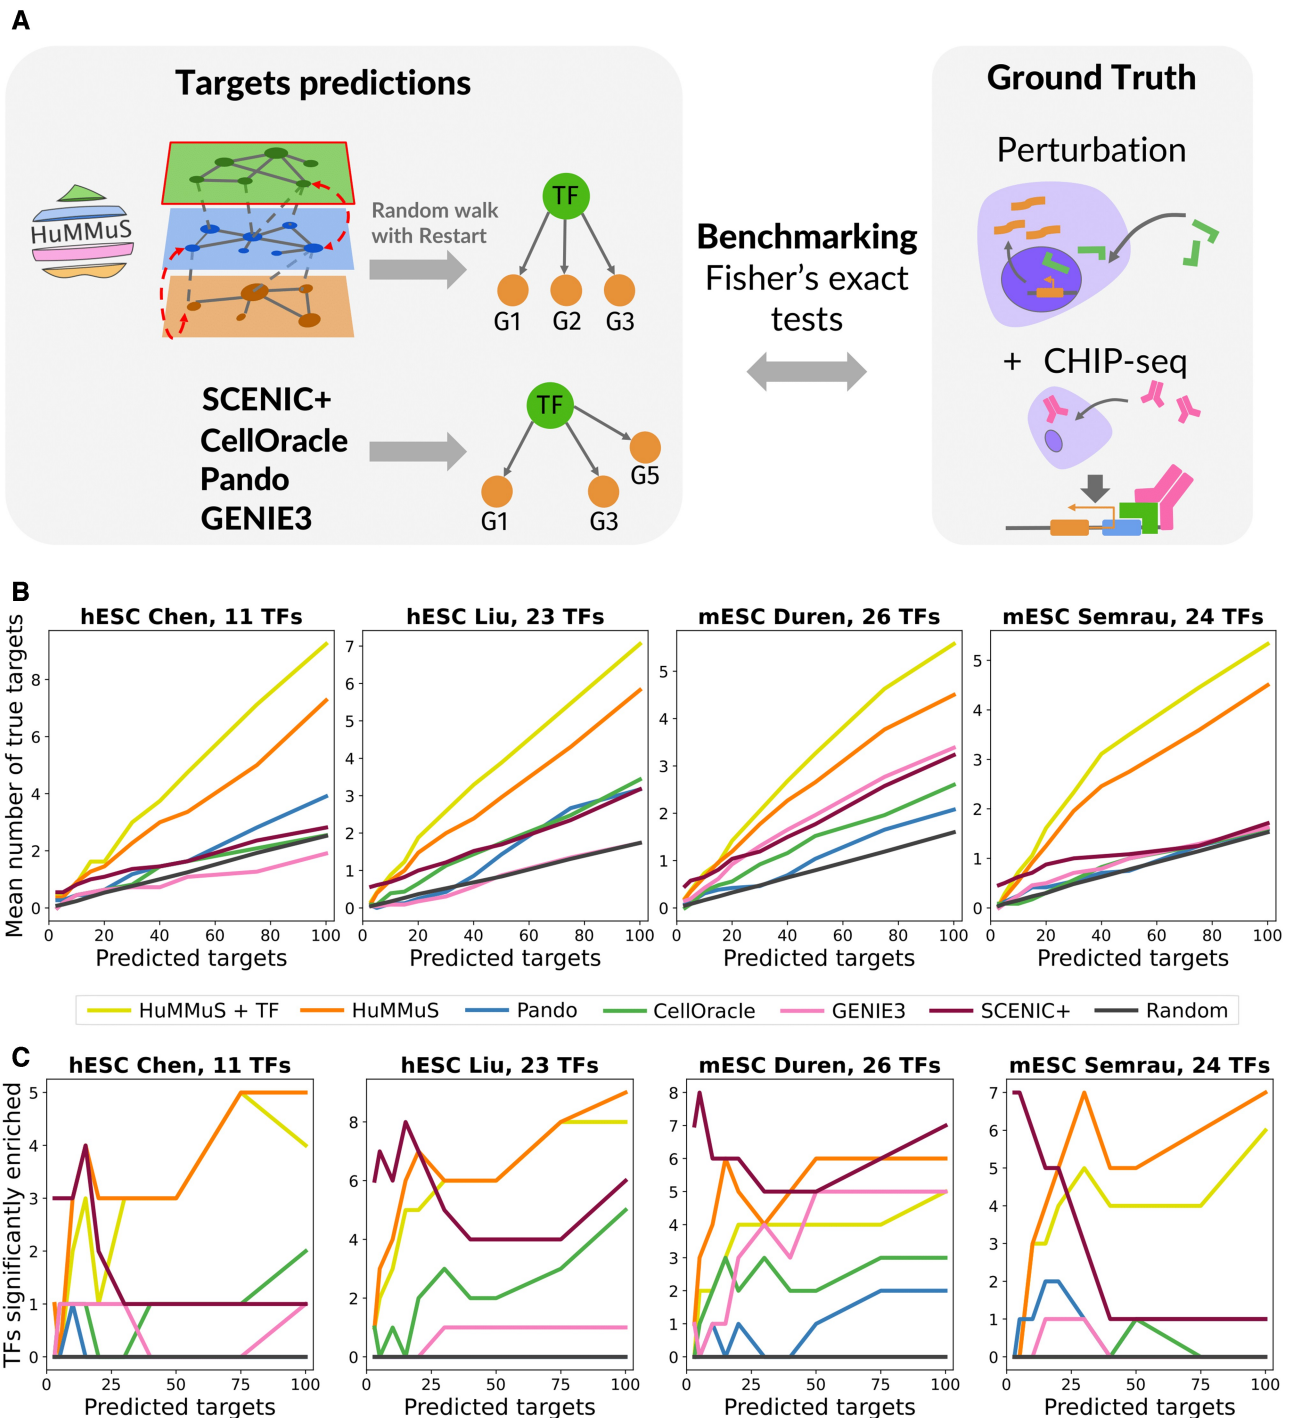 A
Targets predictions
Ground Truth
Perturbation
HuMMuS
Random walk
with Restart
TF
G1 G2 G3
Benchmarking
Fisher's exact
tests
+ CHIP-seq
SCENIC+
CellOracle
Pando
GENIE3
TF
G5
G1 G3
B
hESC Chen, 11 TFs
hESC Liu, 23 TFs
mESC Duren, 26 TFs
mESC Semrau, 24 TFs
Mean number of true targets
8
6
4
2
0
0 20 40 60 80 100
Predicted targets
7
6
5
4
3
2
1
0
0 20 40 60 80 100
Predicted targets
5
4
3
2
1
0
0 20 40 60 80 100
Predicted targets
5
4
3
2
1
0
0 20 40 60 80 100
Predicted targets
HuMMuS + TF HuMMuS Pando CellOracle GENIE3 SCENIC+ Random
C
hESC Chen, 11 TFs
hESC Liu, 23 TFs
mESC Duren, 26 TFs
mESC Semrau, 24 TFs
TFs significantly enriched
5
4
3
2
1
0
0 25 50 75 100
Predicted targets
8
6
4
2
0
0 25 50 75 100
Predicted targets
8
7
6
5
4
3
2
1
0
0 25 50 75 100
Predicted targets
7
6
5
4
3
2
1
0
0 25 50 75 100
Predicted targets